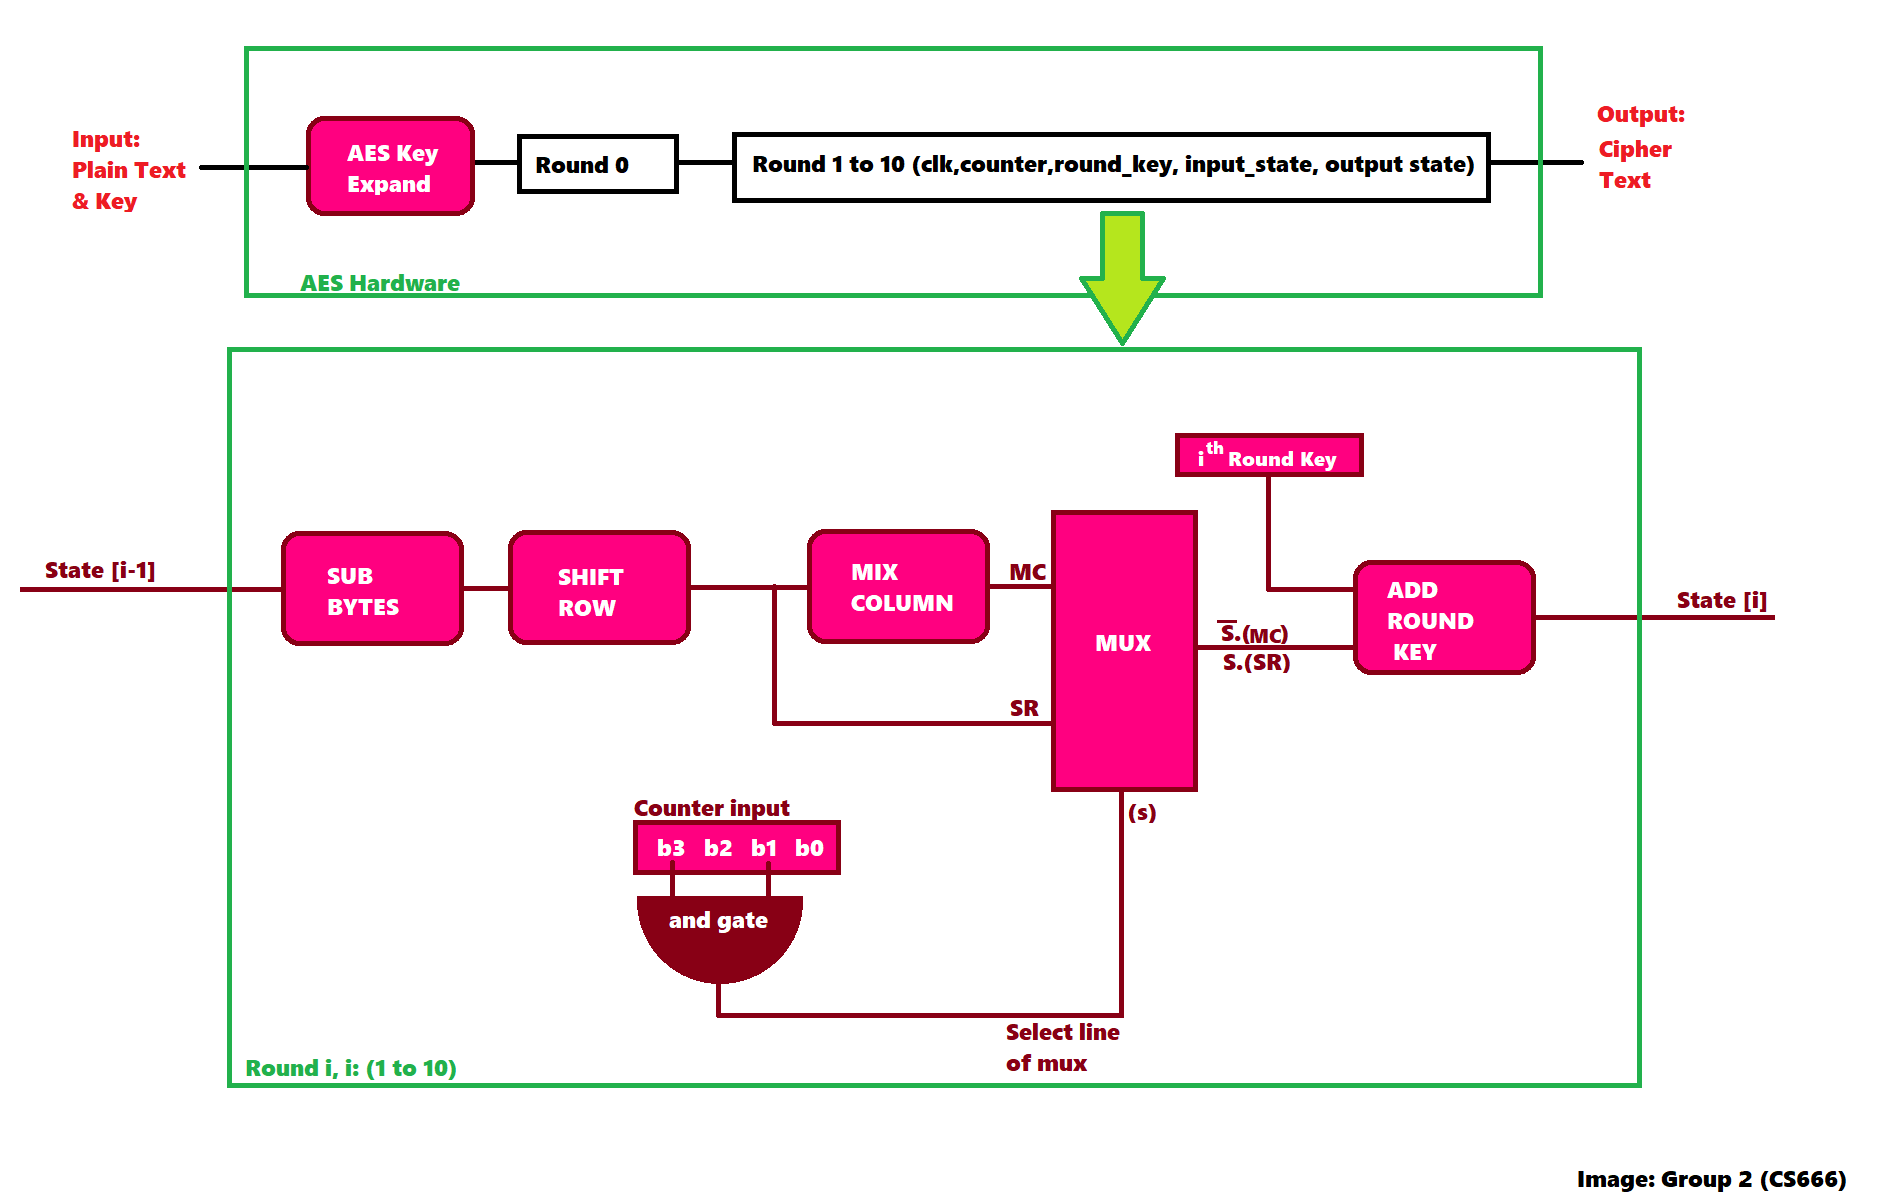 Input:
Plain Text
& Key
AES Key
Expand
Round 0
Round 1 to 10 (clk,counter,round_key, input_state, output state)
Output:
Cipher
Text
AES Hardware
i th Round Key
State [i-1]
SUB
BYTES
SHIFT
ROW
MIX
COLUMN
MC
SR
MUX
S̅.(MC)
S.(SR)
ADD
ROUND
KEY
State [i]
Counter input
b3 b2 b1 b0
and gate
(s)
Select line
of mux
Round i, i: (1 to 10)
Image: Group 2 (CS666)